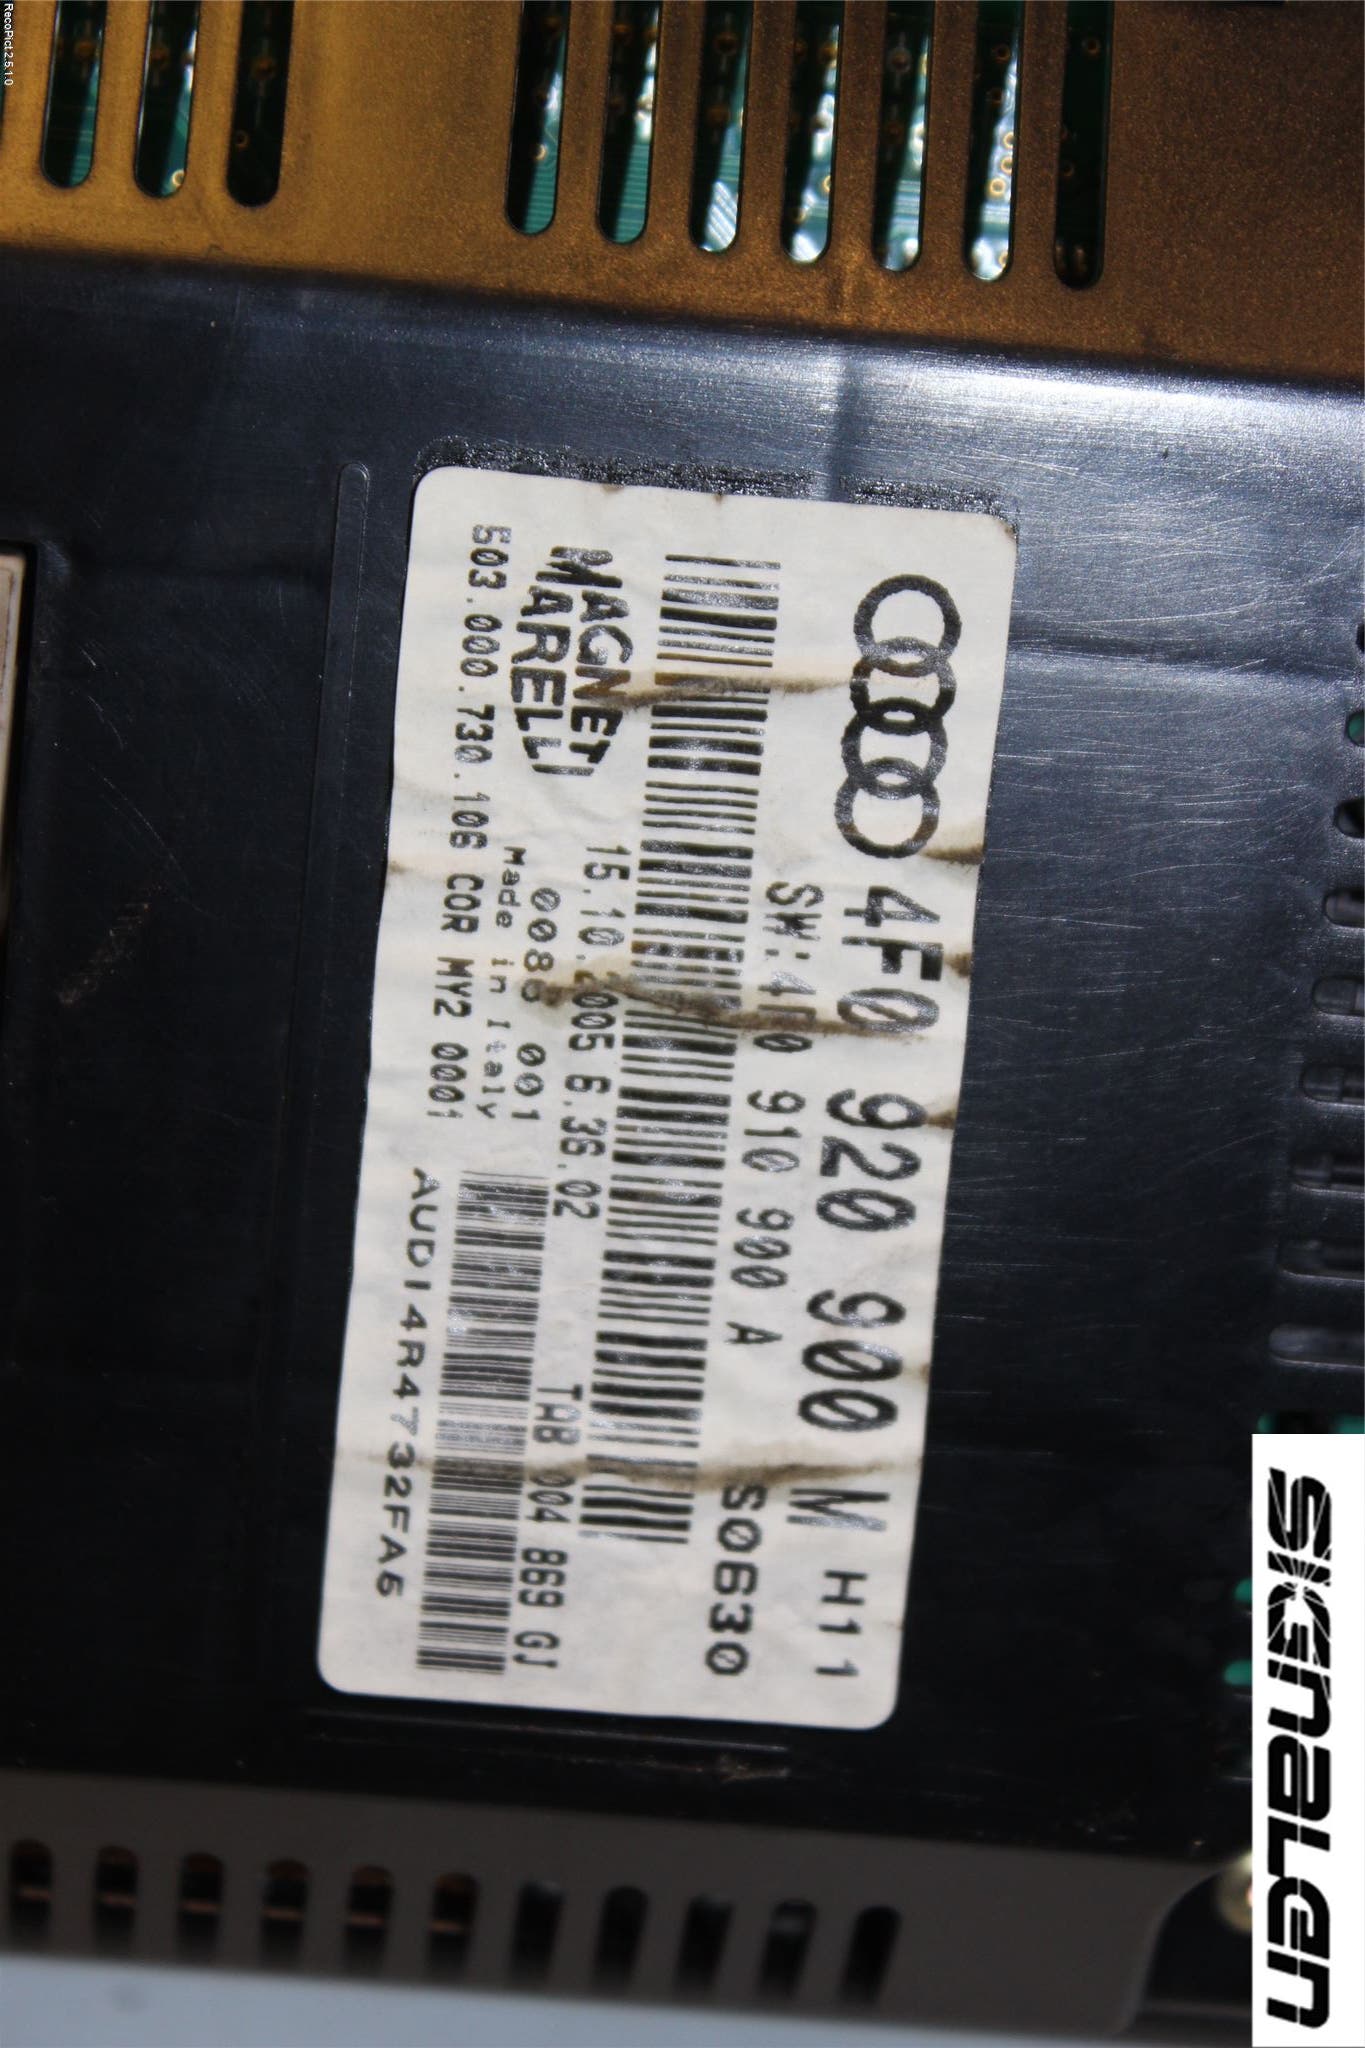 RecoPict 2.5.1.0
4F0 920 900 M H11
SW:4F0 910 900 A S0630
15.10.2005 6.36.02 TAB 004 869 GJ
MAGNETI
MARELLI
0088 001
Made in Italy
503.000.730.106 COR MY2 0001
AUDI4R4732FA6
SKENALEN